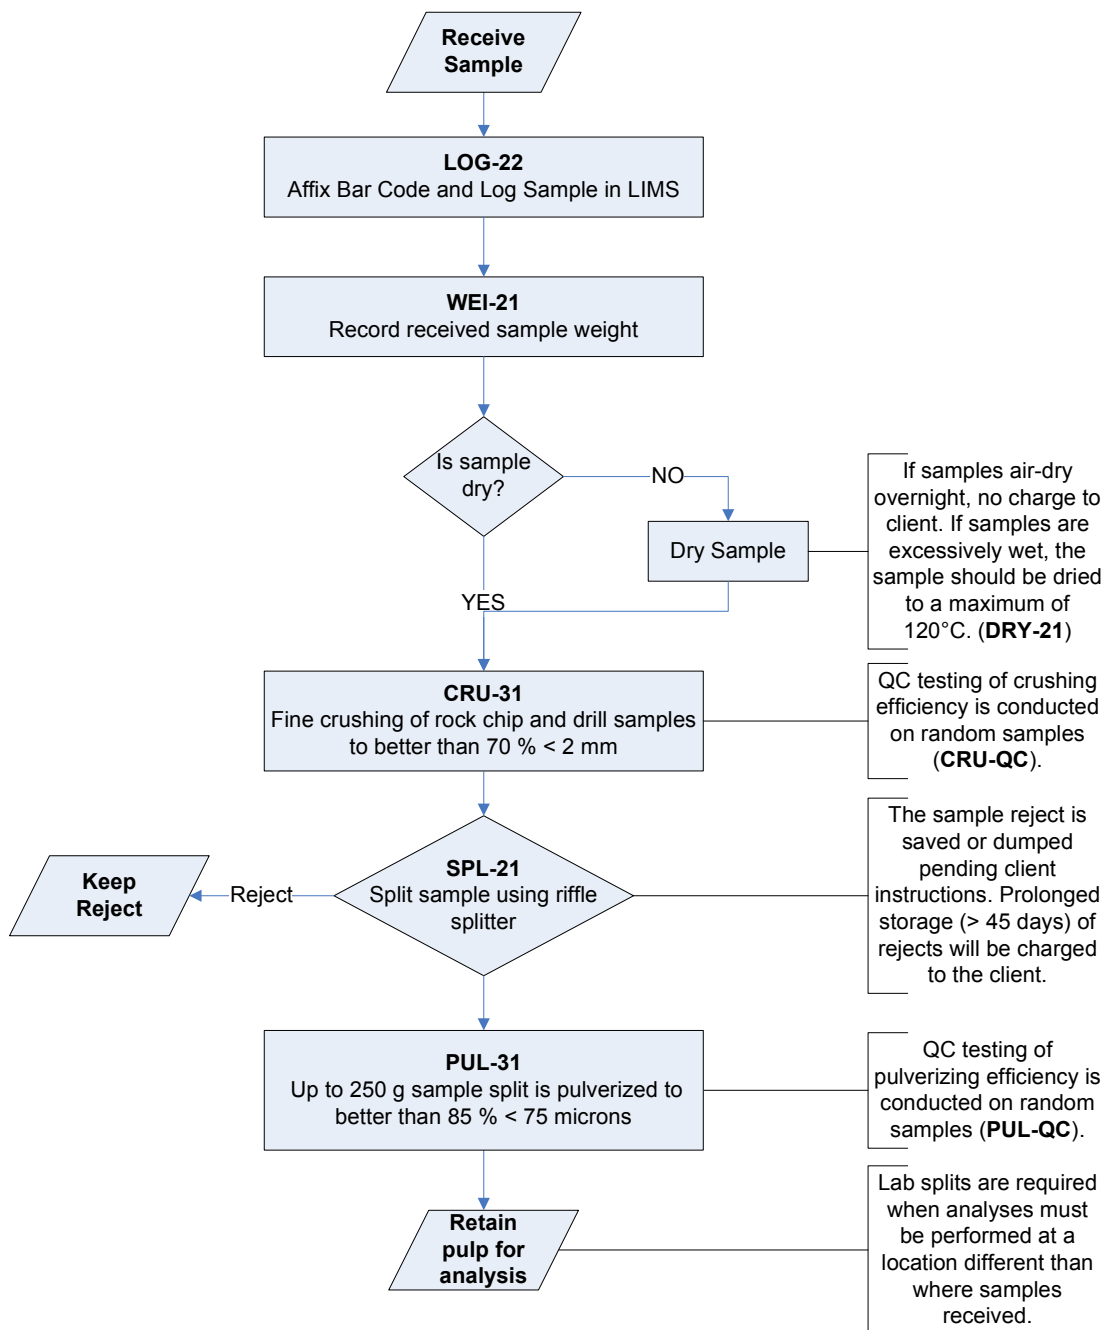 Receive
Sample
LOG-22
Affix Bar Code and Log Sample in LIMS
WEI-21
Record received sample weight
Is sample
dry?
NO
Dry Sample
If samples air-dry
overnight, no charge to
client. If samples are
excessively wet, the
sample should be dried
to a maximum of
120°C. (DRY-21)
YES
CRU-31
Fine crushing of rock chip and drill samples
to better than 70 % < 2 mm
QC testing of crushing
efficiency is conducted
on random samples
(CRU-QC).
SPL-21
Split sample using riffle
splitter
Reject
Keep
Reject
The sample reject is
saved or dumped
pending client
instructions. Prolonged
storage (> 45 days) of
rejects will be charged
to the client.
PUL-31
Up to 250 g sample split is pulverized to
better than 85 % < 75 microns
QC testing of
pulverizing efficiency is
conducted on random
samples (PUL-QC).
Retain
pulp for
analysis
Lab splits are required
when analyses must
be performed at a
location different than
where samples
received.